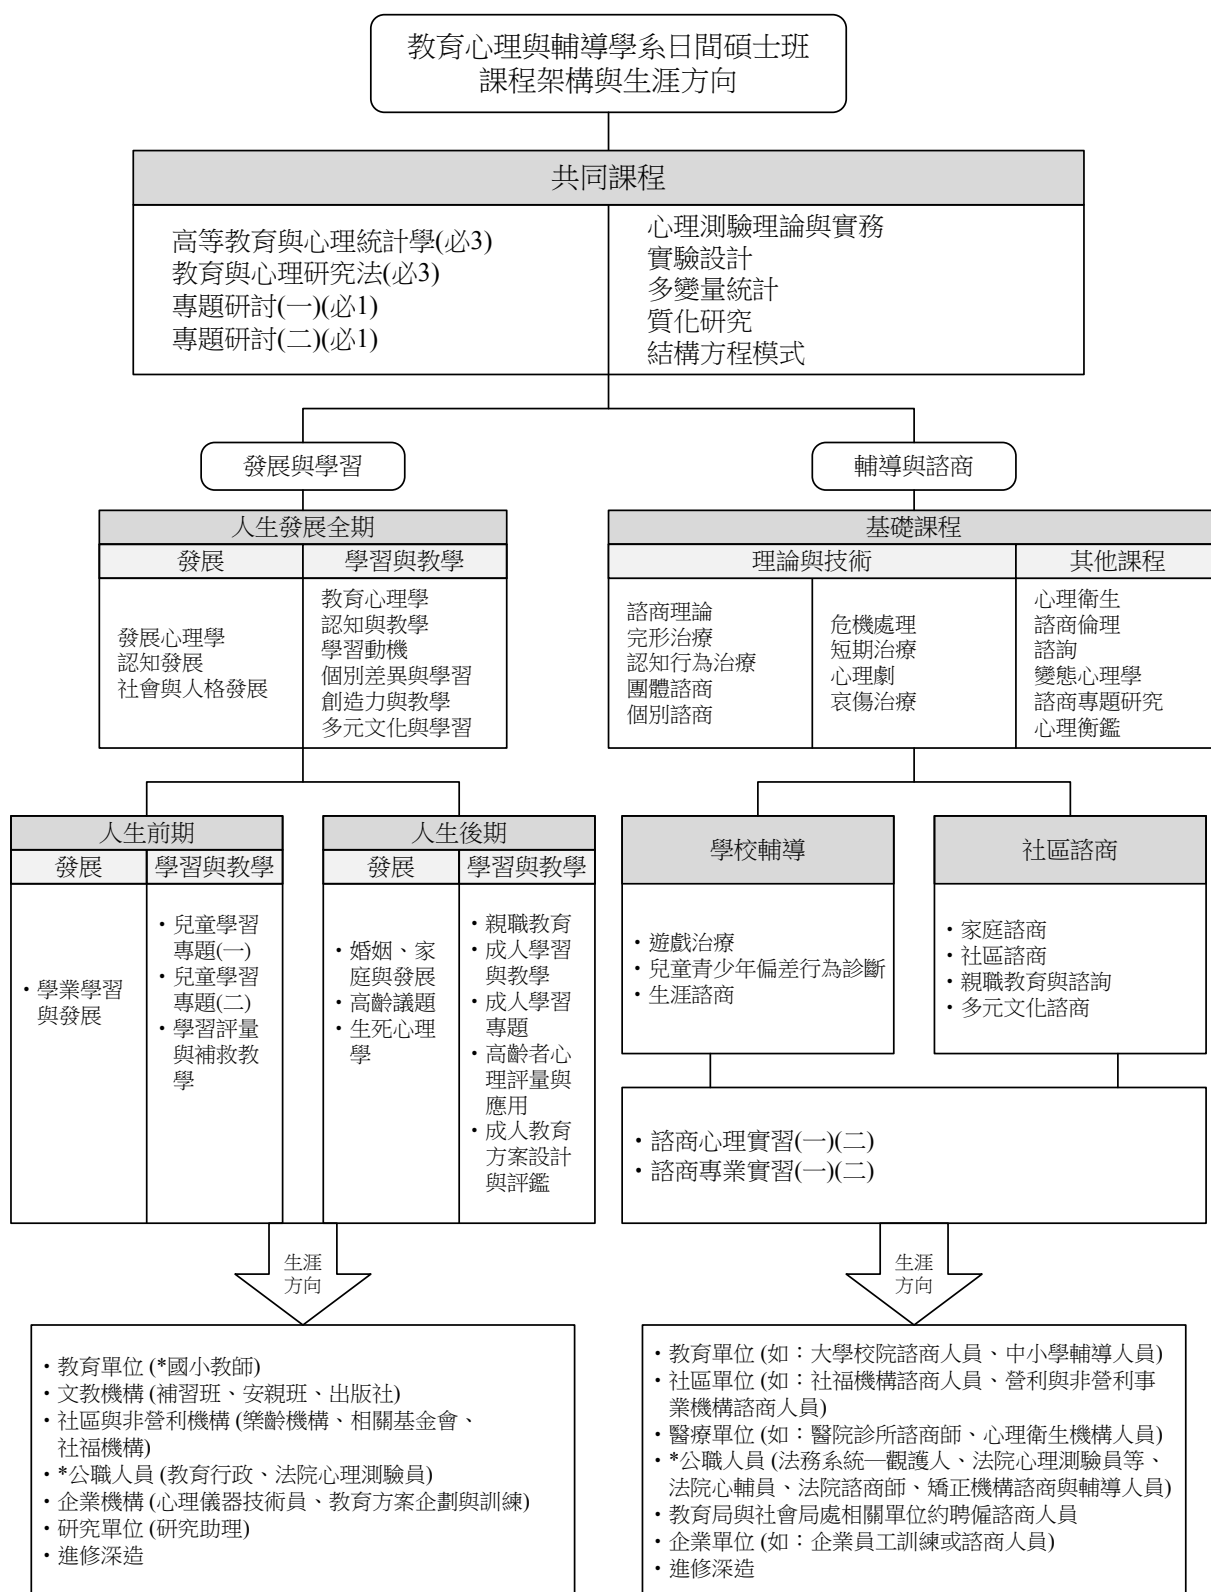 教育心理與輔導學系日間碩士班
課程架構與生涯方向
共同課程
高等教育與心理統計學(必3)
教育與心理研究法(必3)
專題研討(一)(必1)
專題研討(二)(必1)
心理測驗理論與實務
實驗設計
多變量統計
質化研究
結構方程模式
發展與學習
人生發展全期
發展
發展心理學
認知發展
社會與人格發展
學習與教學
教育心理學
認知與教學
學習動機
個別差異與學習
創造力與教學
多元文化與學習
人生前期
發展
・學業學習
與發展
學習與教學
・兒童學習
專題(一)
・兒童學習
專題(二)
・學習評量
與補救教
學
人生後期
發展
・婚姻、家
庭與發展
・高齡議題
・生死心理
學
學習與教學
・親職教育
・成人學習
與教學
・成人學習
專題
・高齡者心
理評量與
應用
・成人教育
方案設計
與評鑑
生涯
方向
・教育單位 (*國小教師)
・文教機構 (補習班、安親班、出版社)
・社區與非營利機構 (樂齡機構、相關基金會、
社福機構)
・*公職人員 (教育行政、法院心理測驗員)
・企業機構 (心理儀器技術員、教育方案企劃與訓練)
・研究單位 (研究助理)
・進修深造
輔導與諮商
基礎課程
理論與技術
諮商理論
完形治療
認知行為治療
團體諮商
個別諮商
危機處理
短期治療
心理劇
哀傷治療
其他課程
心理衛生
諮商倫理
諮詢
變態心理學
諮商專題研究
心理衡鑑
學校輔導
・遊戲治療
・兒童青少年偏差行為診斷
・生涯諮商
社區諮商
・家庭諮商
・社區諮商
・親職教育與諮詢
・多元文化諮商
・諮商心理實習(一)(二)
・諮商專業實習(一)(二)
生涯
方向
・教育單位 (如：大學校院諮商人員、中小學輔導人員)
・社區單位 (如：社福機構諮商人員、營利與非營利事
業機構諮商人員)
・醫療單位 (如：醫院診所諮商師、心理衛生機構人員)
・*公職人員 (法務系統—觀護人、法院心理測驗員等、
法院心輔員、法院諮商師、矯正機構諮商與輔導人員)
・教育局與社會局處相關單位約聘僱諮商人員
・企業單位 (如：企業員工訓練或諮商人員)
・進修深造